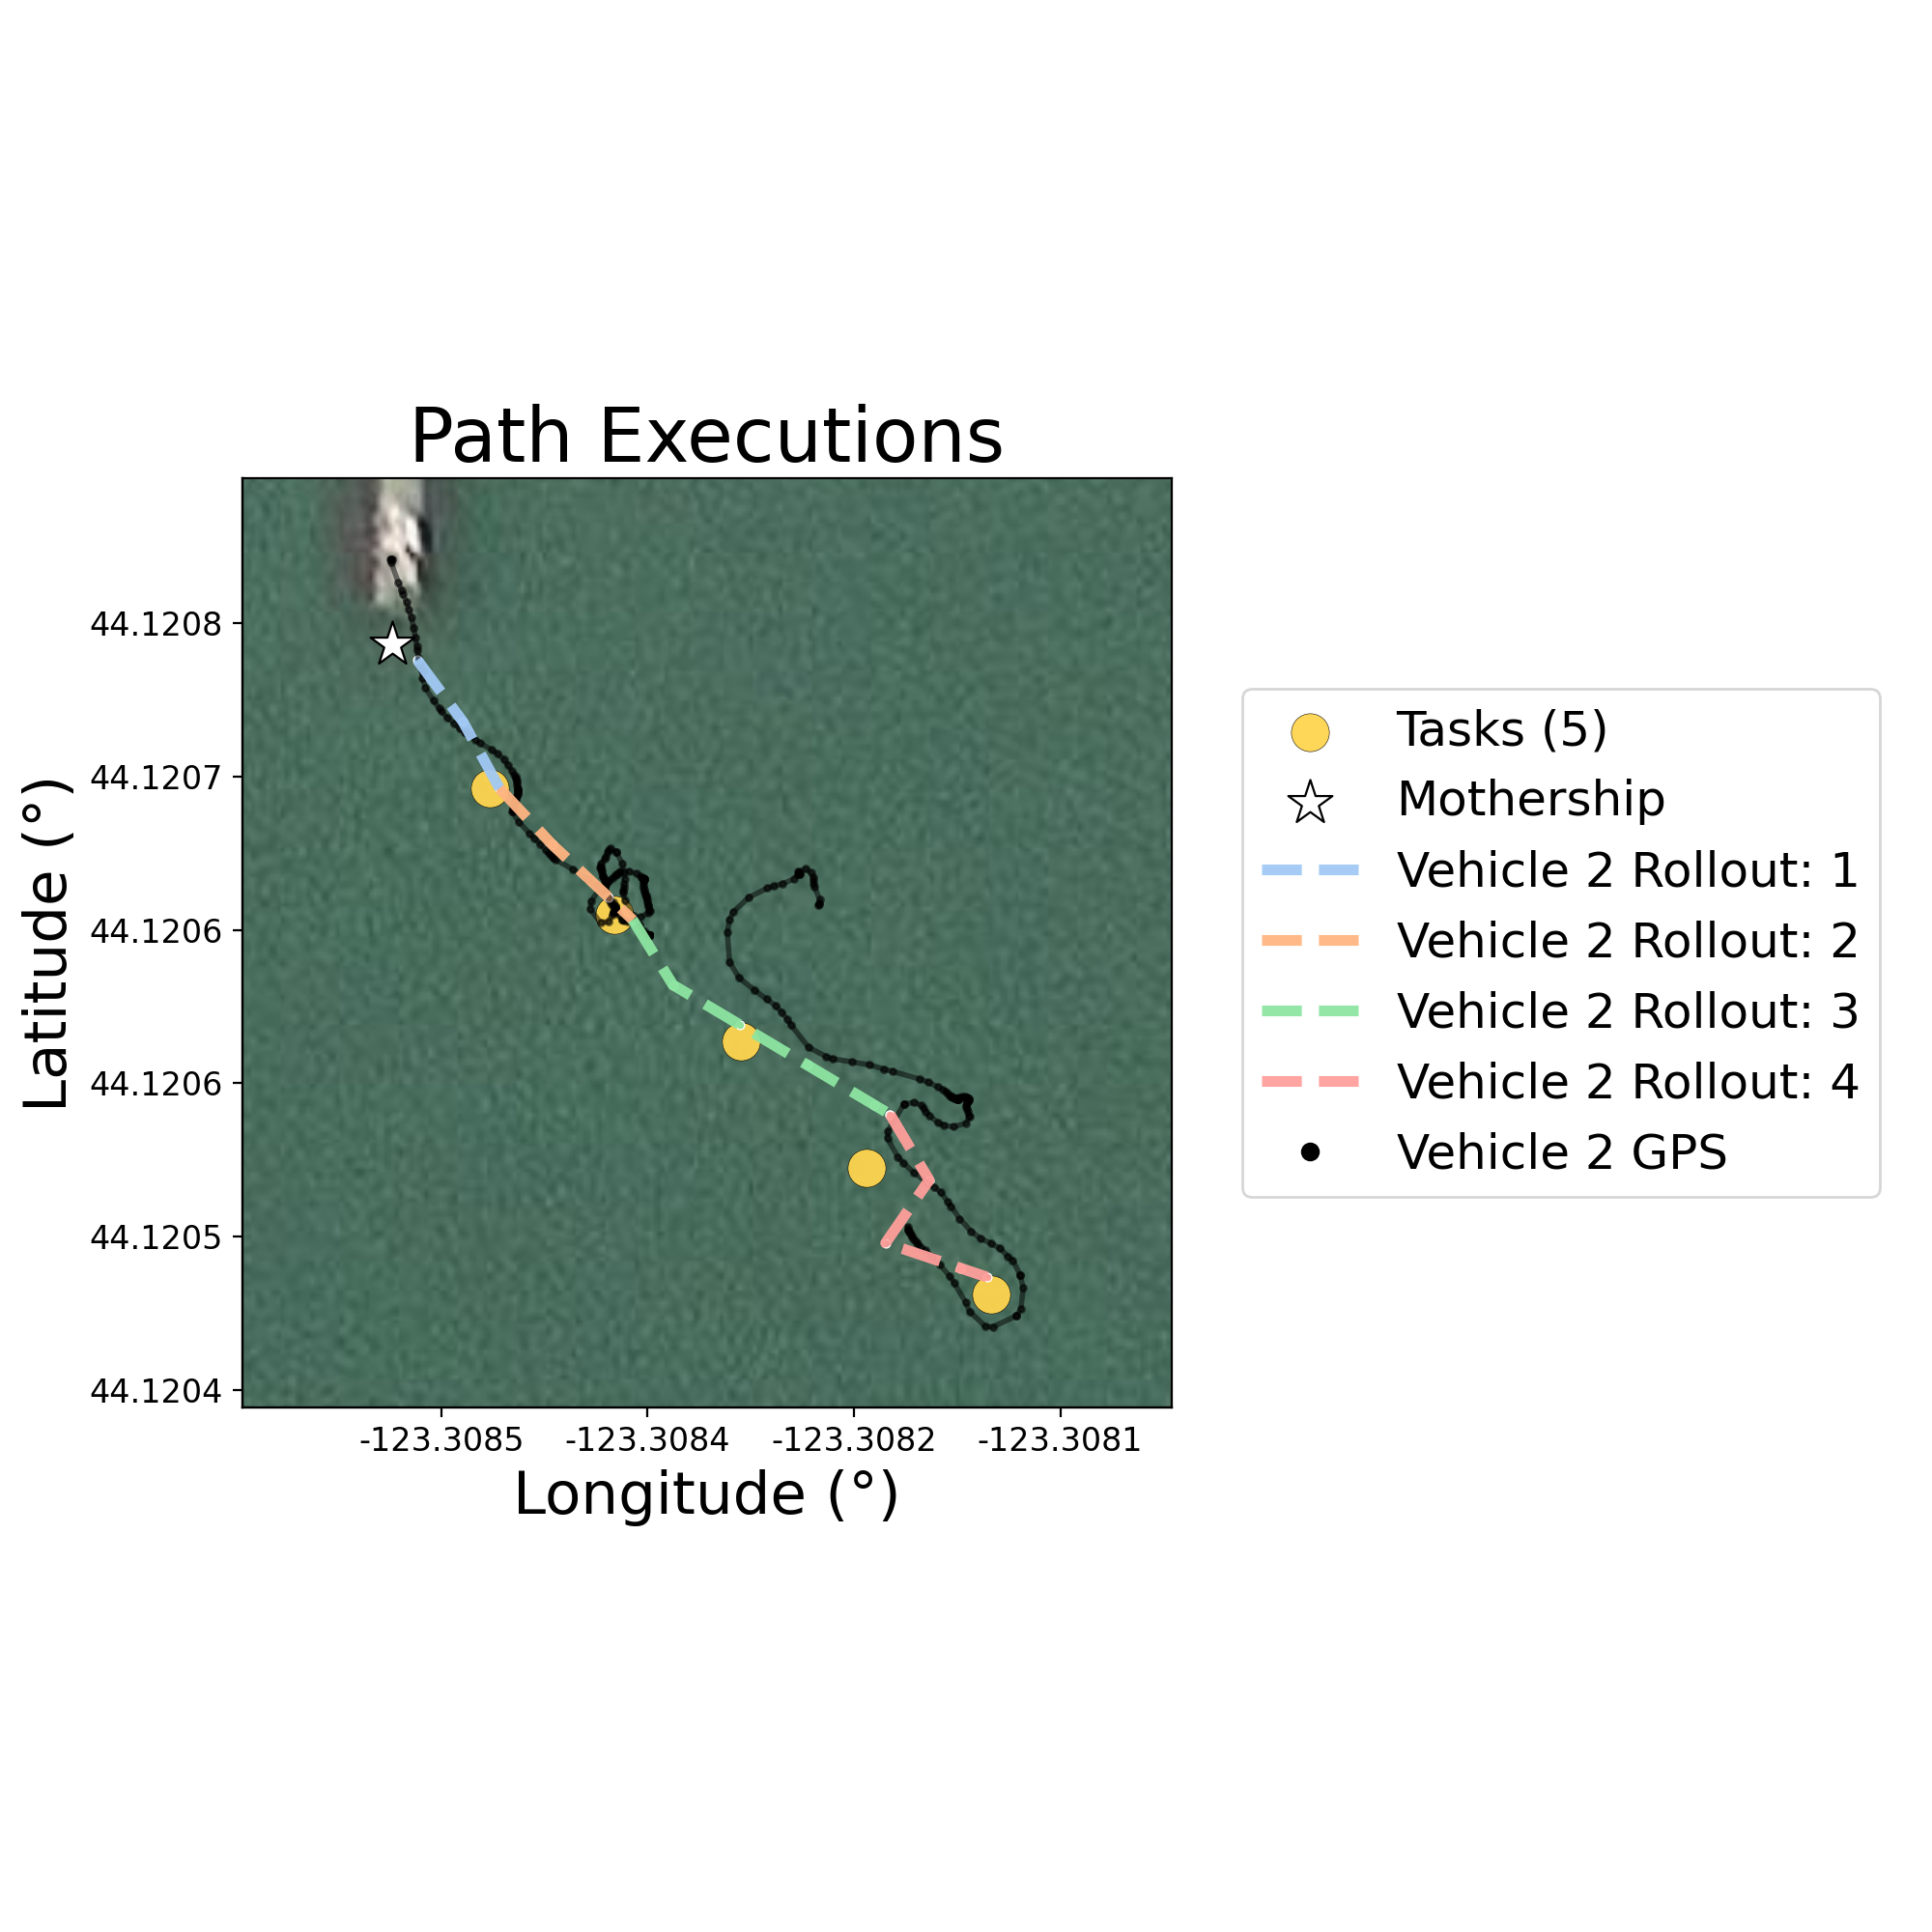 Path Executions
Latitude (°)
44.1208
44.1207
44.1206
44.1206
44.1205
44.1204
-123.3085
-123.3084
-123.3082
-123.3081
Longitude (°)
Tasks (5)
Mothership
Vehicle 2 Rollout: 1
Vehicle 2 Rollout: 2
Vehicle 2 Rollout: 3
Vehicle 2 Rollout: 4
Vehicle 2 GPS